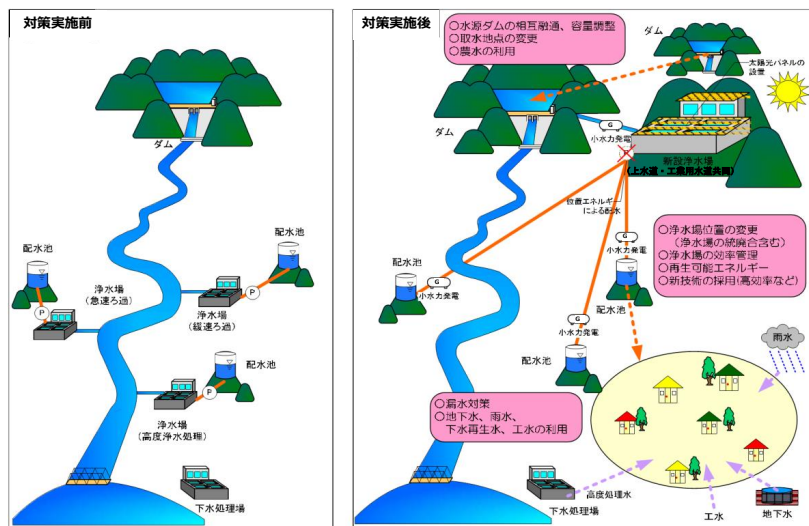 対策実施前
ダム
配水池
浄水場
(急速ろ過)
P
配水池
浄水場
(緩速ろ過)
P
配水池
浄水場
(高度浄水処理)
P
下水処理場
対策実施後
○水源ダムの相互融通、容量調整
○取水地点の変更
○農水の利用
ダム
ダム
太陽元パネルの
設置
G
小水力発電
新設浄水場
(上水道・工業用水道共同)
P
位置エネルギー
による配水
配水池
G
小水力発電
G
小水力発電
配水池
G
小水力発電
配水池
○浄水場位置の変更
(浄水場の統廃合含む)
○浄水場の効率管理
○再生可能エネルギー
○新技術の採用(高効率など)
雨水
○漏水対策
○地下水、雨水、
下水再生水、工水の利用
下水処理場
高度処理水
工水
地下水